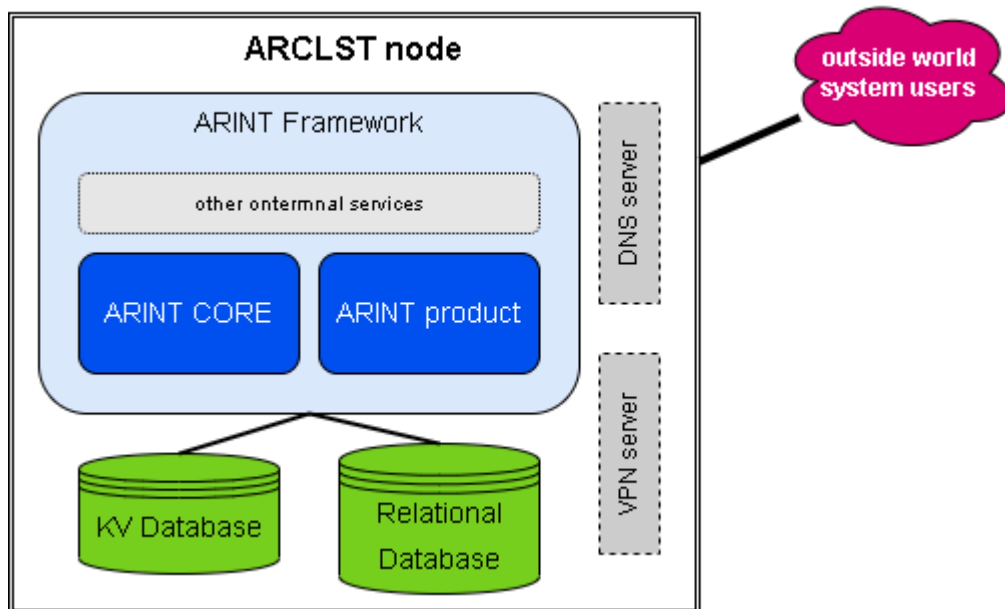 ARCLST node
outside world
system users
ARINT Framework
other ontermnal services
ARINT CORE
ARINT product
DNS server
VPN server
KV Database
Relational
Database